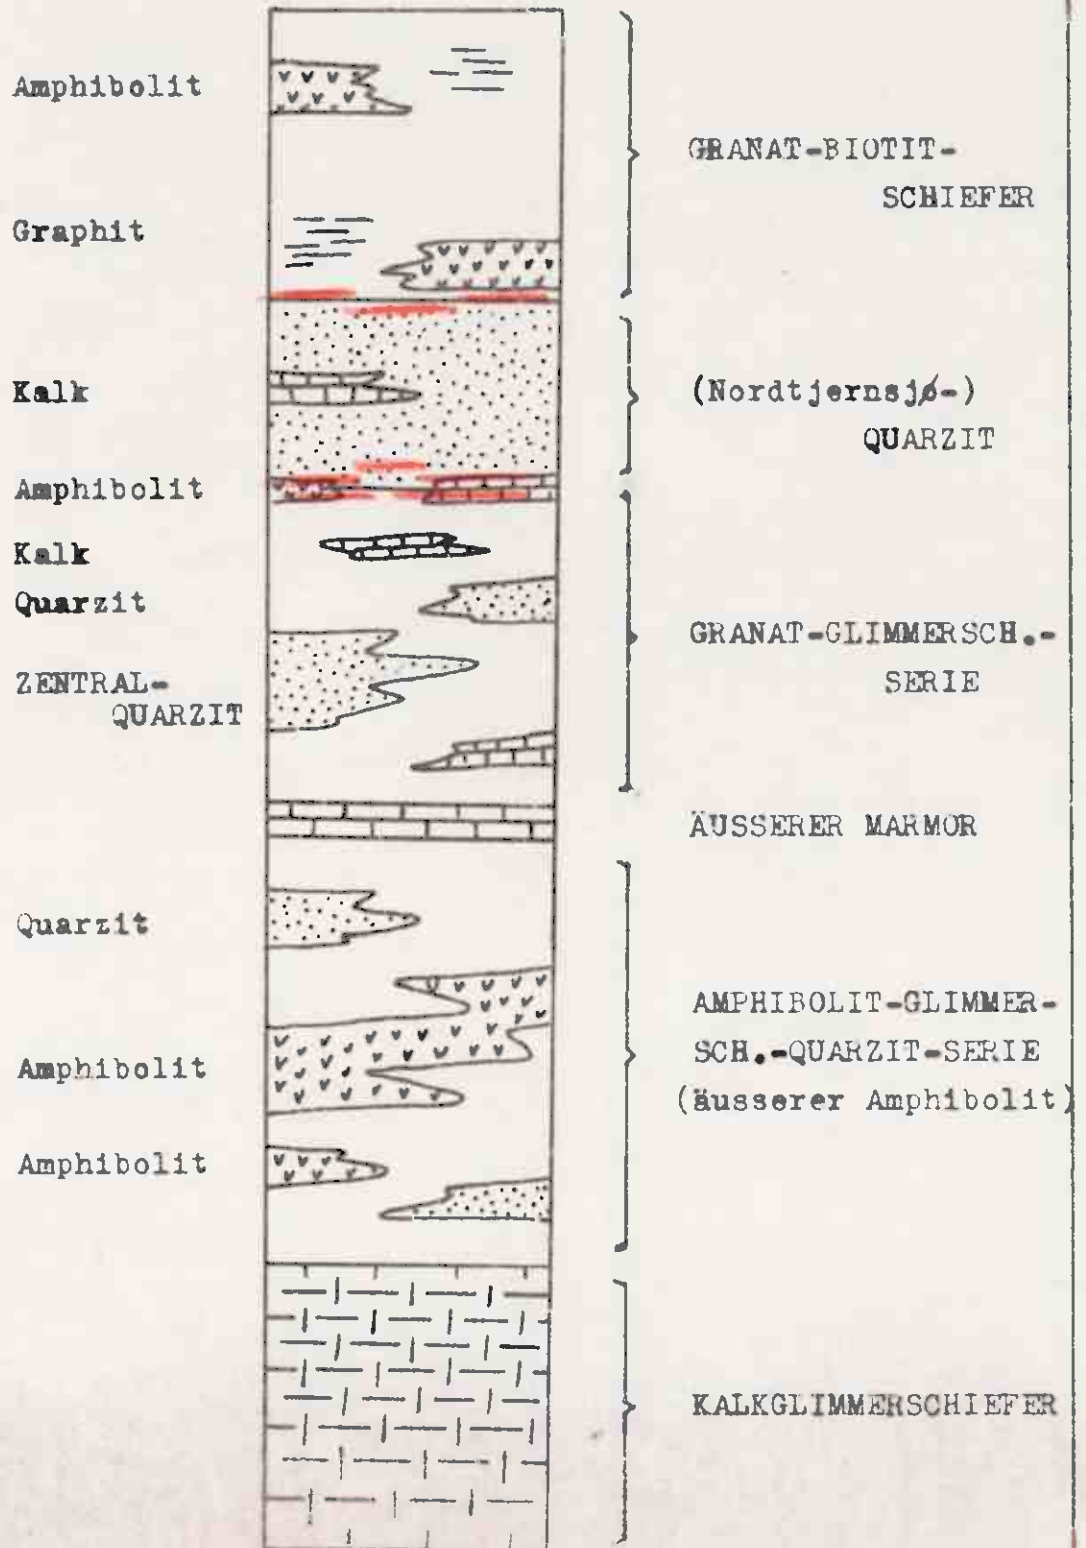 Amphibolit
GRANAT-BIOTIT-
SCHIEFER
Graphit
Kalk
(Nordtjernsjø-)
QUARZIT
Amphibolit
Kalk
Quarzit
GRANAT-GLIMMERSCH.-
SERIE
ZENTRAL-
QUARZIT
ÄUSSERER MARMOR
Quarzit
AMPHIBOLIT-GLIMMER-
SCH.-QUARZIT-SERIE
(äusserer Amphibolit)
Amphibolit
Amphibolit
KALKGLIMMERSCHIEFER